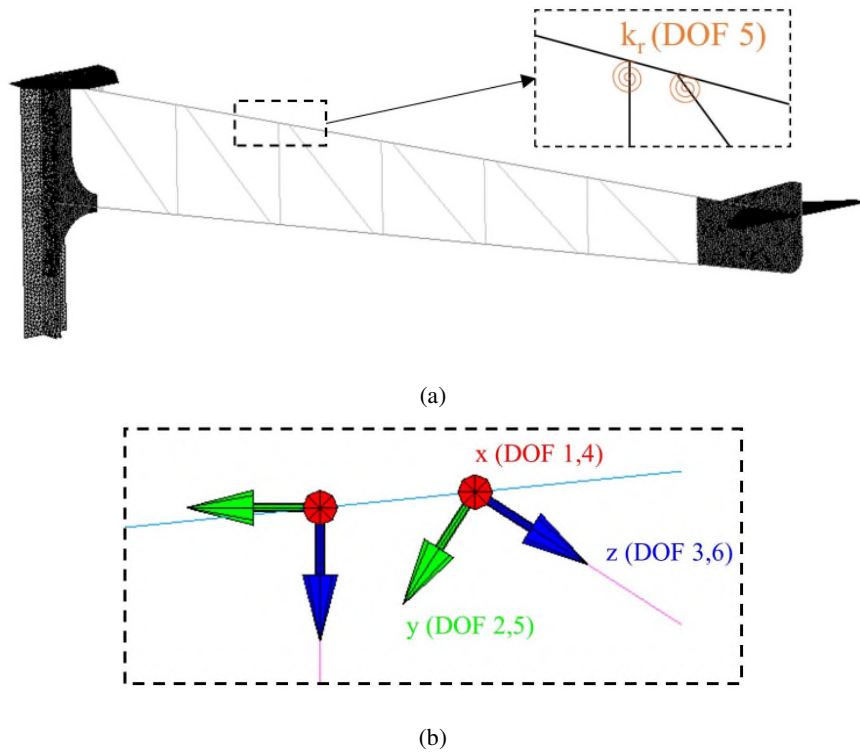 kr (DOF 5)
(a)
x (DOF 1,4)
z (DOF 3,6)
y (DOF 2,5)
(b)